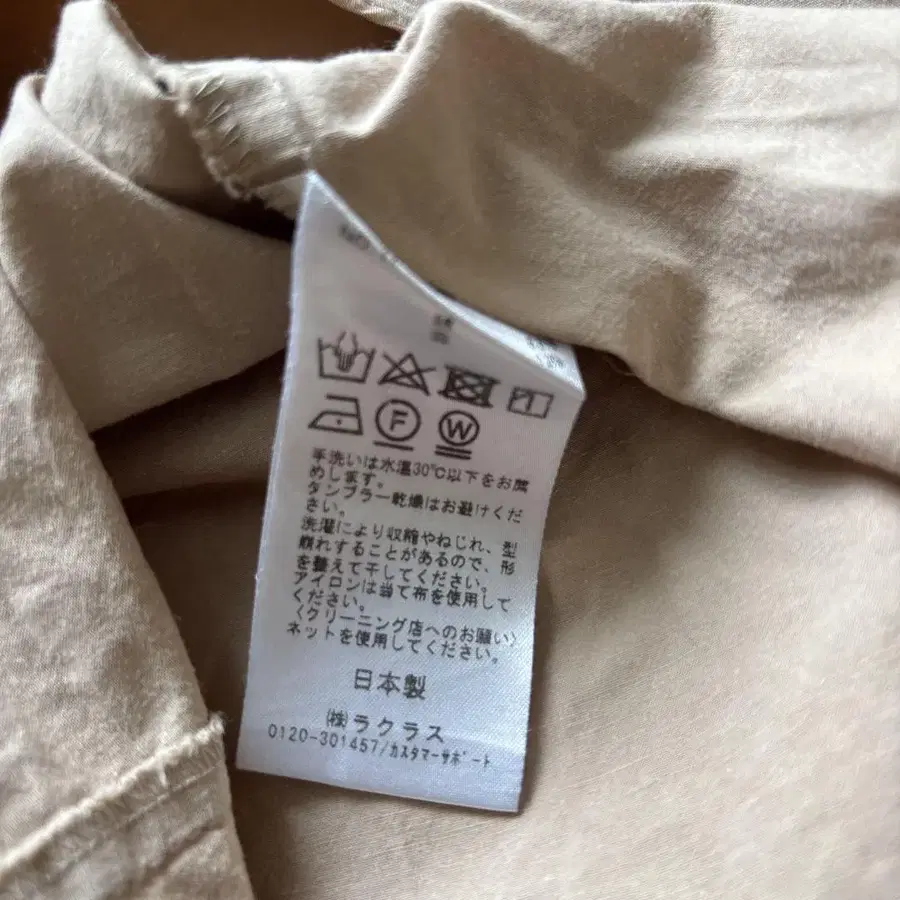 F W
手洗いは水温30℃以下をお薦
めします。
タンブラー乾燥はお避けくだ
さい。
洗濯により収縮やねじれ、型
崩れすることがあるので、形
を整えて干してください。
アイロンは当て布を使用して
ください。
〈クリーニング店へのお願い〉
ネットを使用してください。
日本製
㈱ラクラス
0120-301457/カスタマーサポート